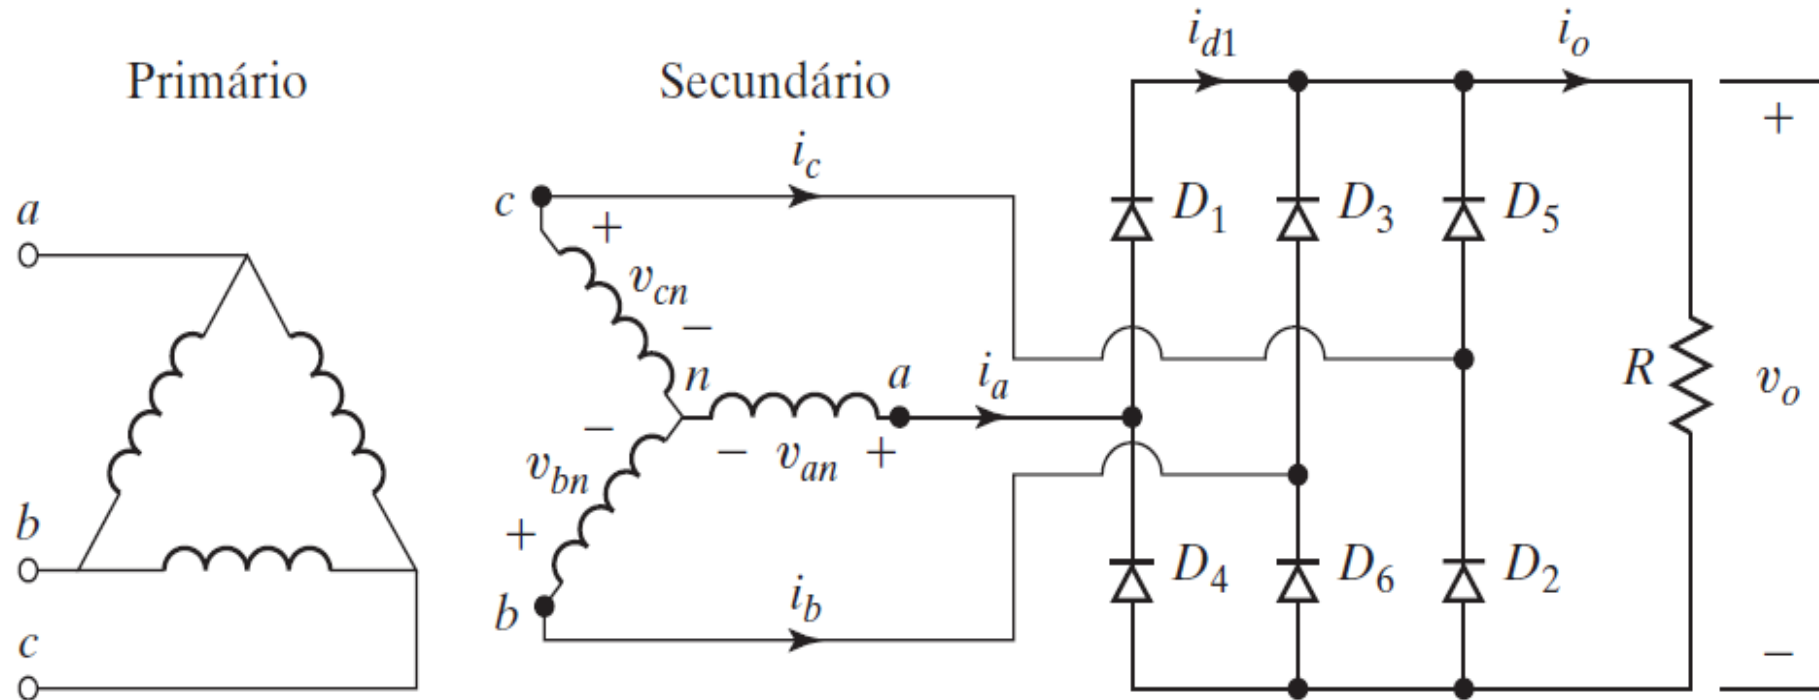 Primário
Secundário
a
b
c
c
+
v_cn
−
n
a
− v_an +
−
v_bn
+
b
i_c
i_a
i_b
i_d1
i_o
D_1
D_3
D_5
D_4
D_6
D_2
R
+
v_o
−